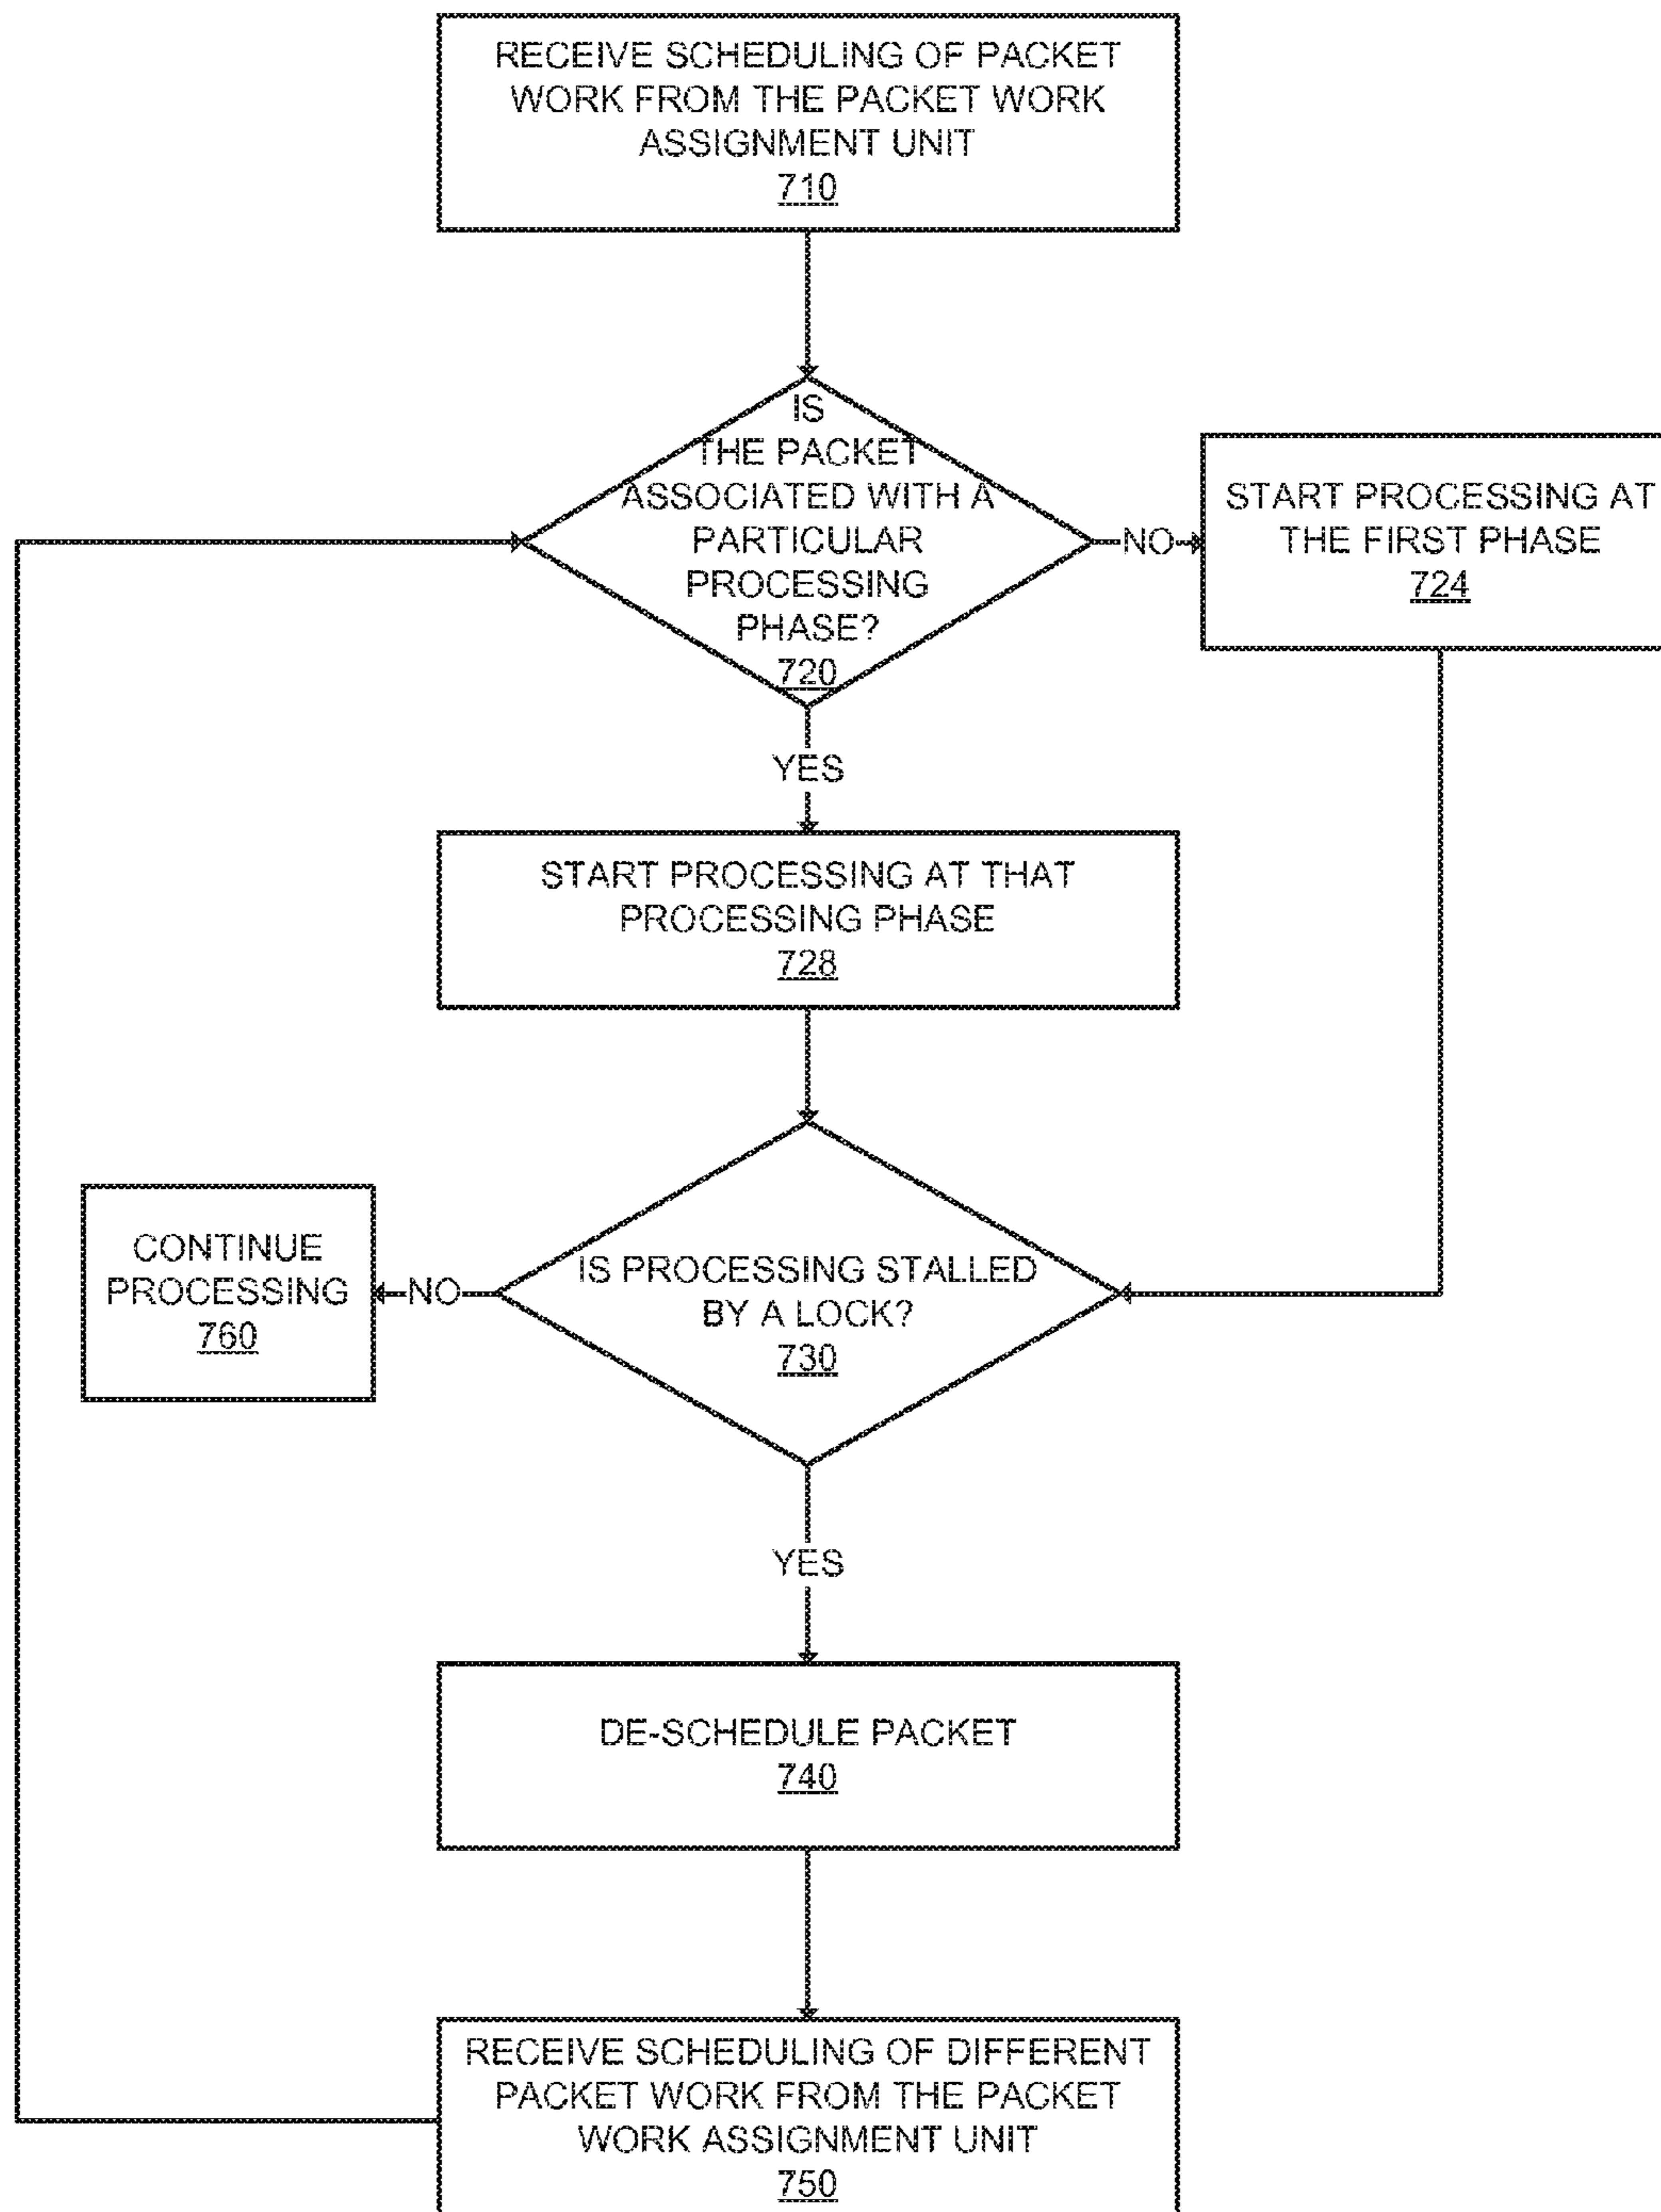 RECEIVE SCHEDULING OF PACKET
WORK FROM THE PACKET WORK
ASSIGNMENT UNIT
710
IS
THE PACKET
ASSOCIATED WITH A
PARTICULAR
PROCESSING
PHASE?
720
NO
START PROCESSING AT
THE FIRST PHASE
724
YES
START PROCESSING AT THAT
PROCESSING PHASE
728
CONTINUE
PROCESSING
760
NO
IS PROCESSING STALLED
BY A LOCK?
730
YES
DE-SCHEDULE PACKET
740
RECEIVE SCHEDULING OF DIFFERENT
PACKET WORK FROM THE PACKET
WORK ASSIGNMENT UNIT
750